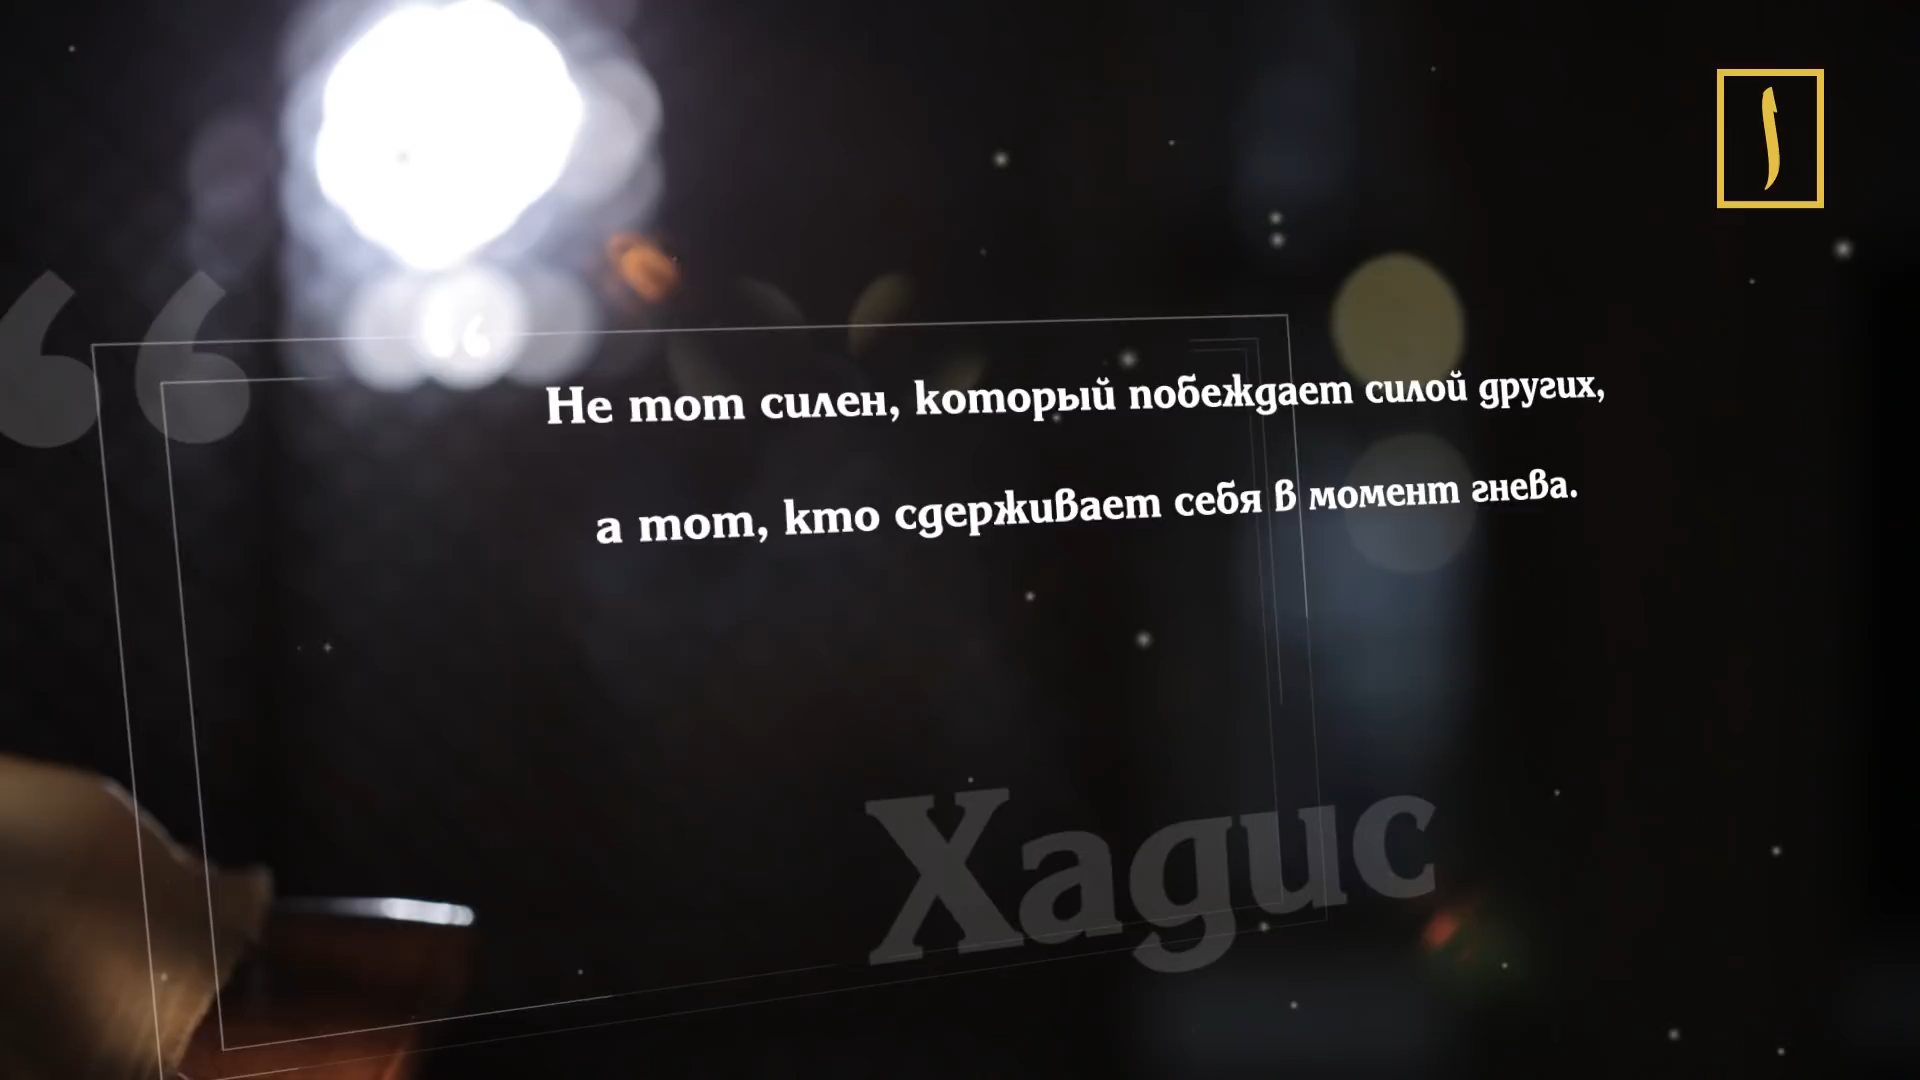 Не тот силен, который побеждает силой других,
а тот, кто сдерживает себя в момент гнева.
Хадис